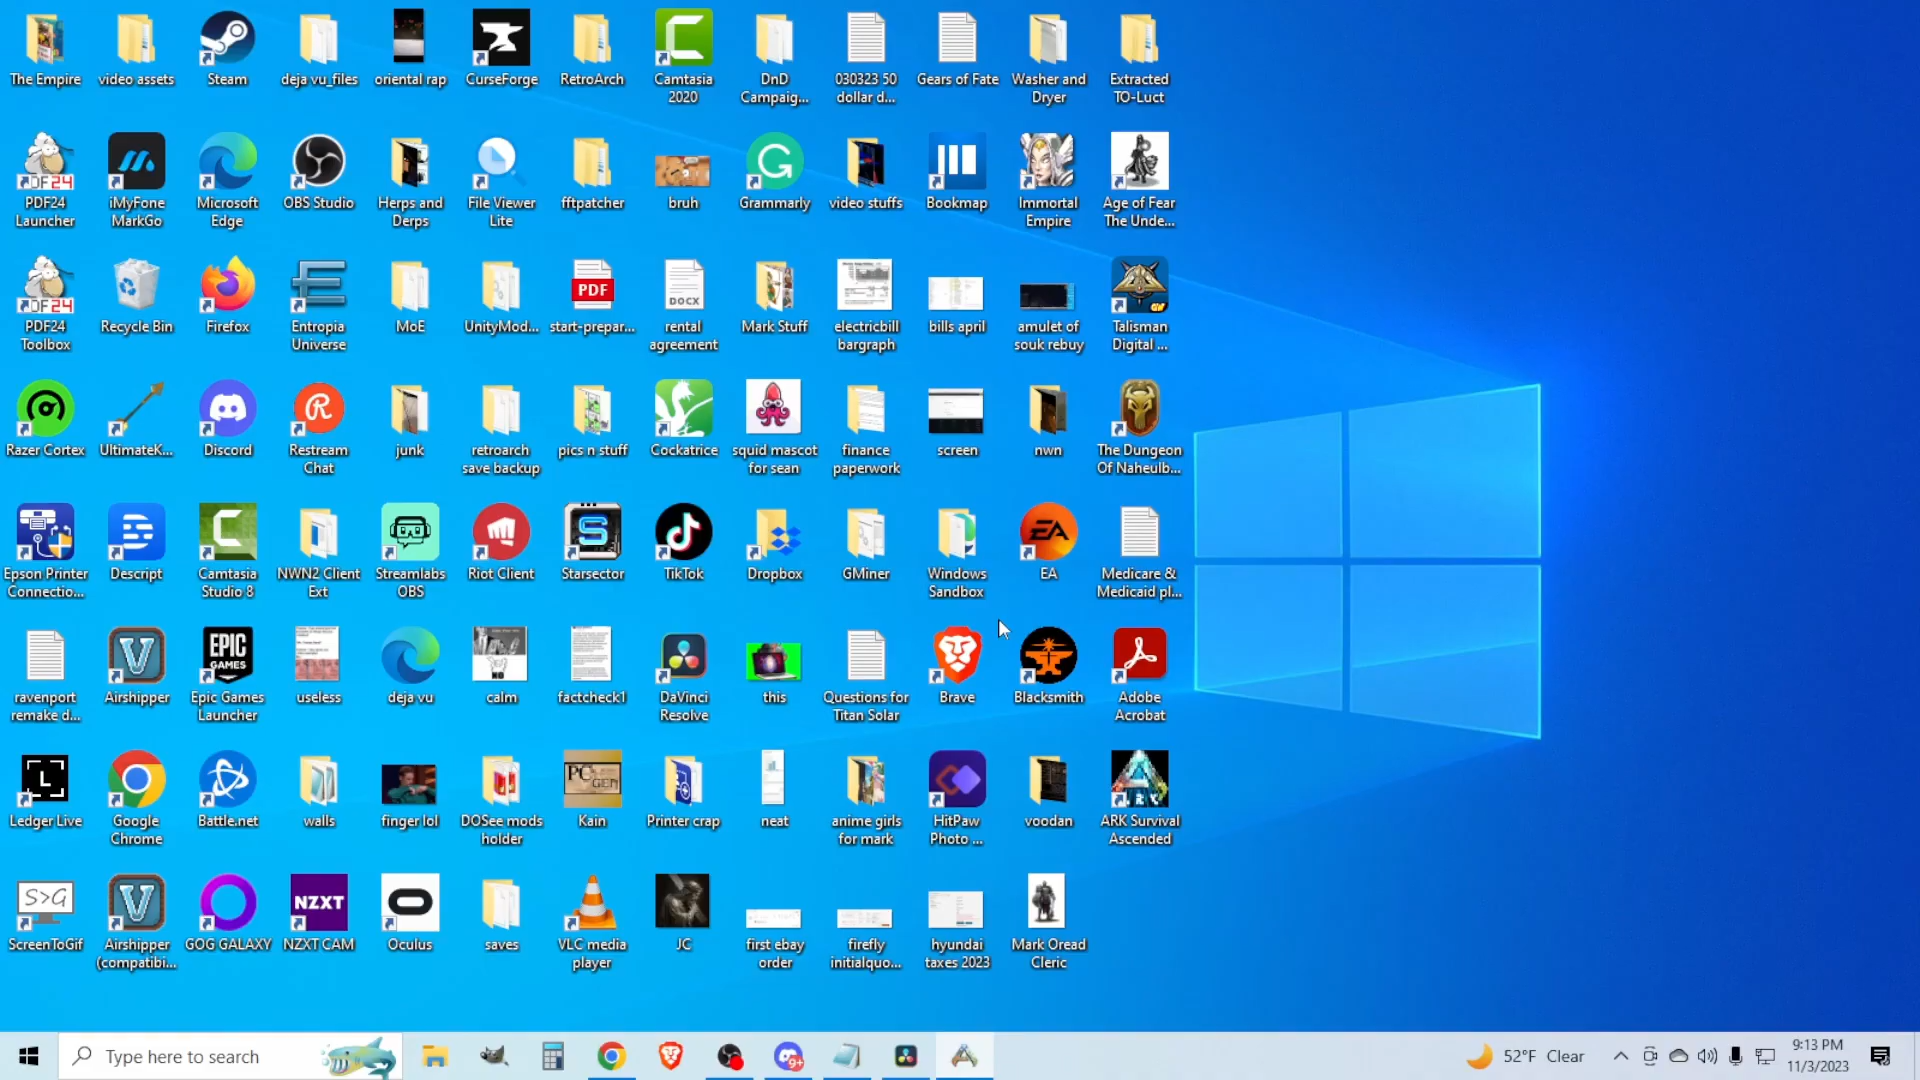 The Empire
video assets
Steam
deja vu_files
oriental rap
CurseForge
RetroArch
Camtasia
2020
DnD
Campaig...
030323 50
dollar d...
Gears of Fate
Washer and
Dryer
Extracted
TO-Luct
PDF24
Launcher
iMyFone
MarkGo
Microsoft
Edge
OBS Studio
Herps and
Derps
File Viewer
Lite
fftpatcher
bruh
Grammarly
video stuffs
Bookmap
Immortal
Empire
Age of Fear
The Unde...
PDF24
Toolbox
Recycle Bin
Firefox
Entropia
Universe
MoE
UnityMod...
PDF
start-prepar...
DOCX
rental
agreement
Mark Stuff
electricbill
bargraph
bills april
amulet of
souk rebuy
Talisman
Digital ...
Razer Cortex
UltimateK...
Discord
Restream
Chat
junk
retroarch
save backup
pics n stuff
Cockatrice
squid mascot
for sean
finance
paperwork
screen
nwn
The Dungeon
Of Naheulb...
Epson Printer
Connectio...
Descript
Camtasia
Studio 8
NWN2 Client
Ext
Streamlabs
OBS
Riot Client
Starsector
TikTok
Dropbox
GMiner
Windows
Sandbox
EA
EA
Medicare &
Medicaid pl...
ravenport
remake d...
Airshipper
EPIC
GAMES
Epic Games
Launcher
useless
deja vu
calm
factcheck1
DaVinci
Resolve
this
Questions for
Titan Solar
Brave
Blacksmith
Adobe
Acrobat
Ledger Live
Google
Chrome
Battle.net
walls
finger lol
DOSee mods
holder
PC
GEN
Kain
Printer crap
neat
anime girls
for mark
HitPaw
Photo ...
voodan
ARK Survival
Ascended
S>G
ScreenToGif
Airshipper
(compatibi...
GOG GALAXY
NZXT
NZXT CAM
Oculus
saves
VLC media
player
JC
first ebay
order
firefly
initialquo...
hyundai
taxes 2023
Mark Oread
Cleric
Type here to search
9+
52°F Clear
9:13 PM
11/3/2023